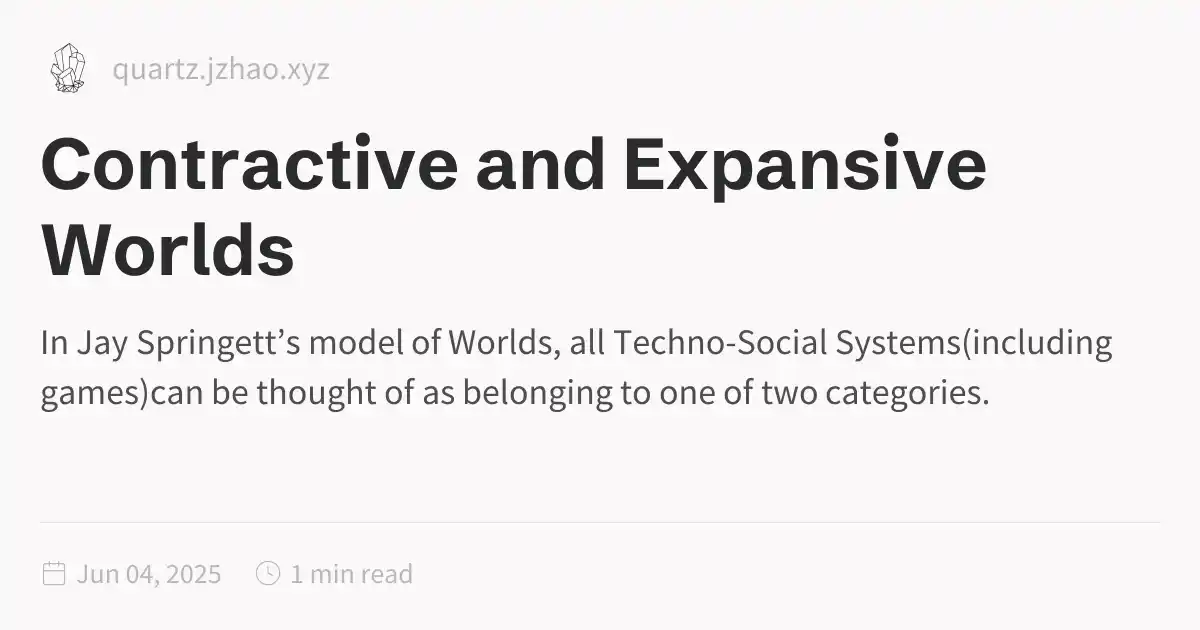 quartz.jzhao.xyz
Contractive and Expansive
Worlds
In Jay Springett’s model of Worlds, all Techno-Social Systems(including
games)can be thought of as belonging to one of two categories.
Jun 04, 2025 1 min read